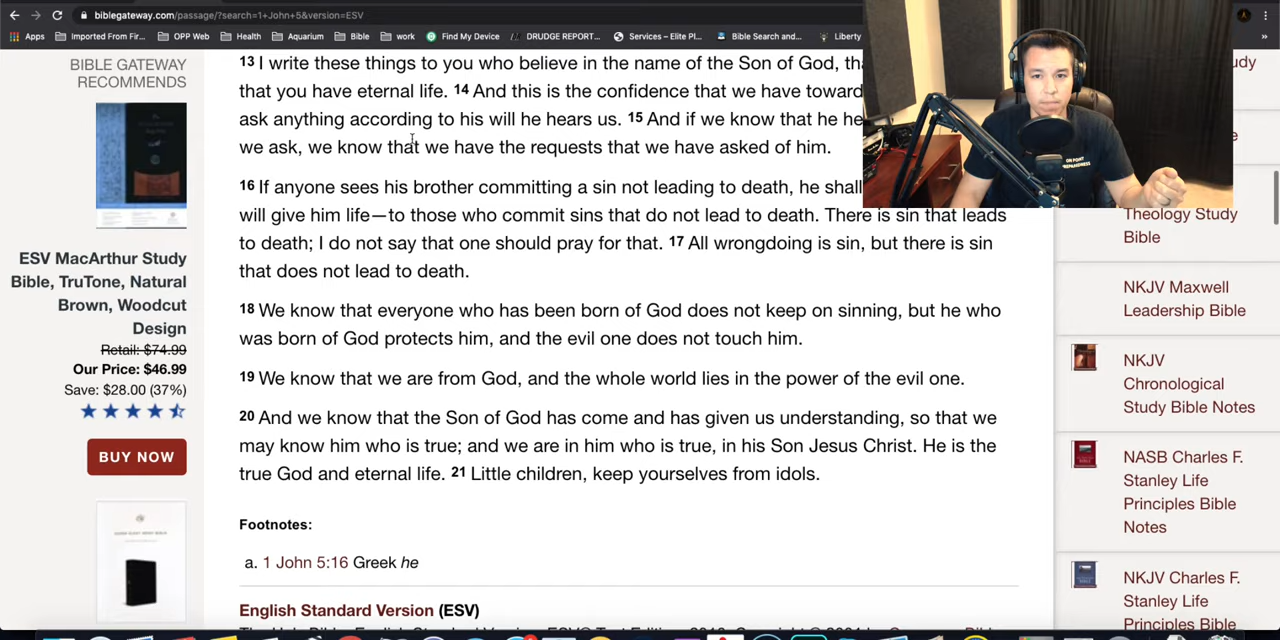 biblegateway.com/passage/?search=1+John+5&version=ESV
Apps Imported From Fir... OPP Web Health Aquarium Bible work Find My Device DRUDGE REPORT... Services – Elite Pl... Bible Search and... Liberty »
BIBLE GATEWAY
RECOMMENDS
ESV MacArthur Study
Bible, TruTone, Natural
Brown, Woodcut
Design
Retail: $74.99
Our Price: $46.99
Save: $28.00 (37%)
BUY NOW
13 I write these things to you who believe in the name of the Son of God, tha
that you have eternal life. 14 And this is the confidence that we have toward
ask anything according to his will he hears us. 15 And if we know that he he
we ask, we know that we have the requests that we have asked of him.
16 If anyone sees his brother committing a sin not leading to death, he shall
will give him life—to those who commit sins that do not lead to death. There is sin that leads
to death; I do not say that one should pray for that. 17 All wrongdoing is sin, but there is sin
that does not lead to death.
18 We know that everyone who has been born of God does not keep on sinning, but he who
was born of God protects him, and the evil one does not touch him.
19 We know that we are from God, and the whole world lies in the power of the evil one.
20 And we know that the Son of God has come and has given us understanding, so that we
may know him who is true; and we are in him who is true, in his Son Jesus Christ. He is the
true God and eternal life. 21 Little children, keep yourselves from idols.
Footnotes:
a. 1 John 5:16 Greek he
English Standard Version (ESV)
ON POINT
PREPAREDNESS
Theology Study
Bible
NKJV Maxwell
Leadership Bible
NKJV
Chronological
Study Bible Notes
NASB Charles F.
Stanley Life
Principles Bible
Notes
NKJV Charles F.
Stanley Life
Principles Bible